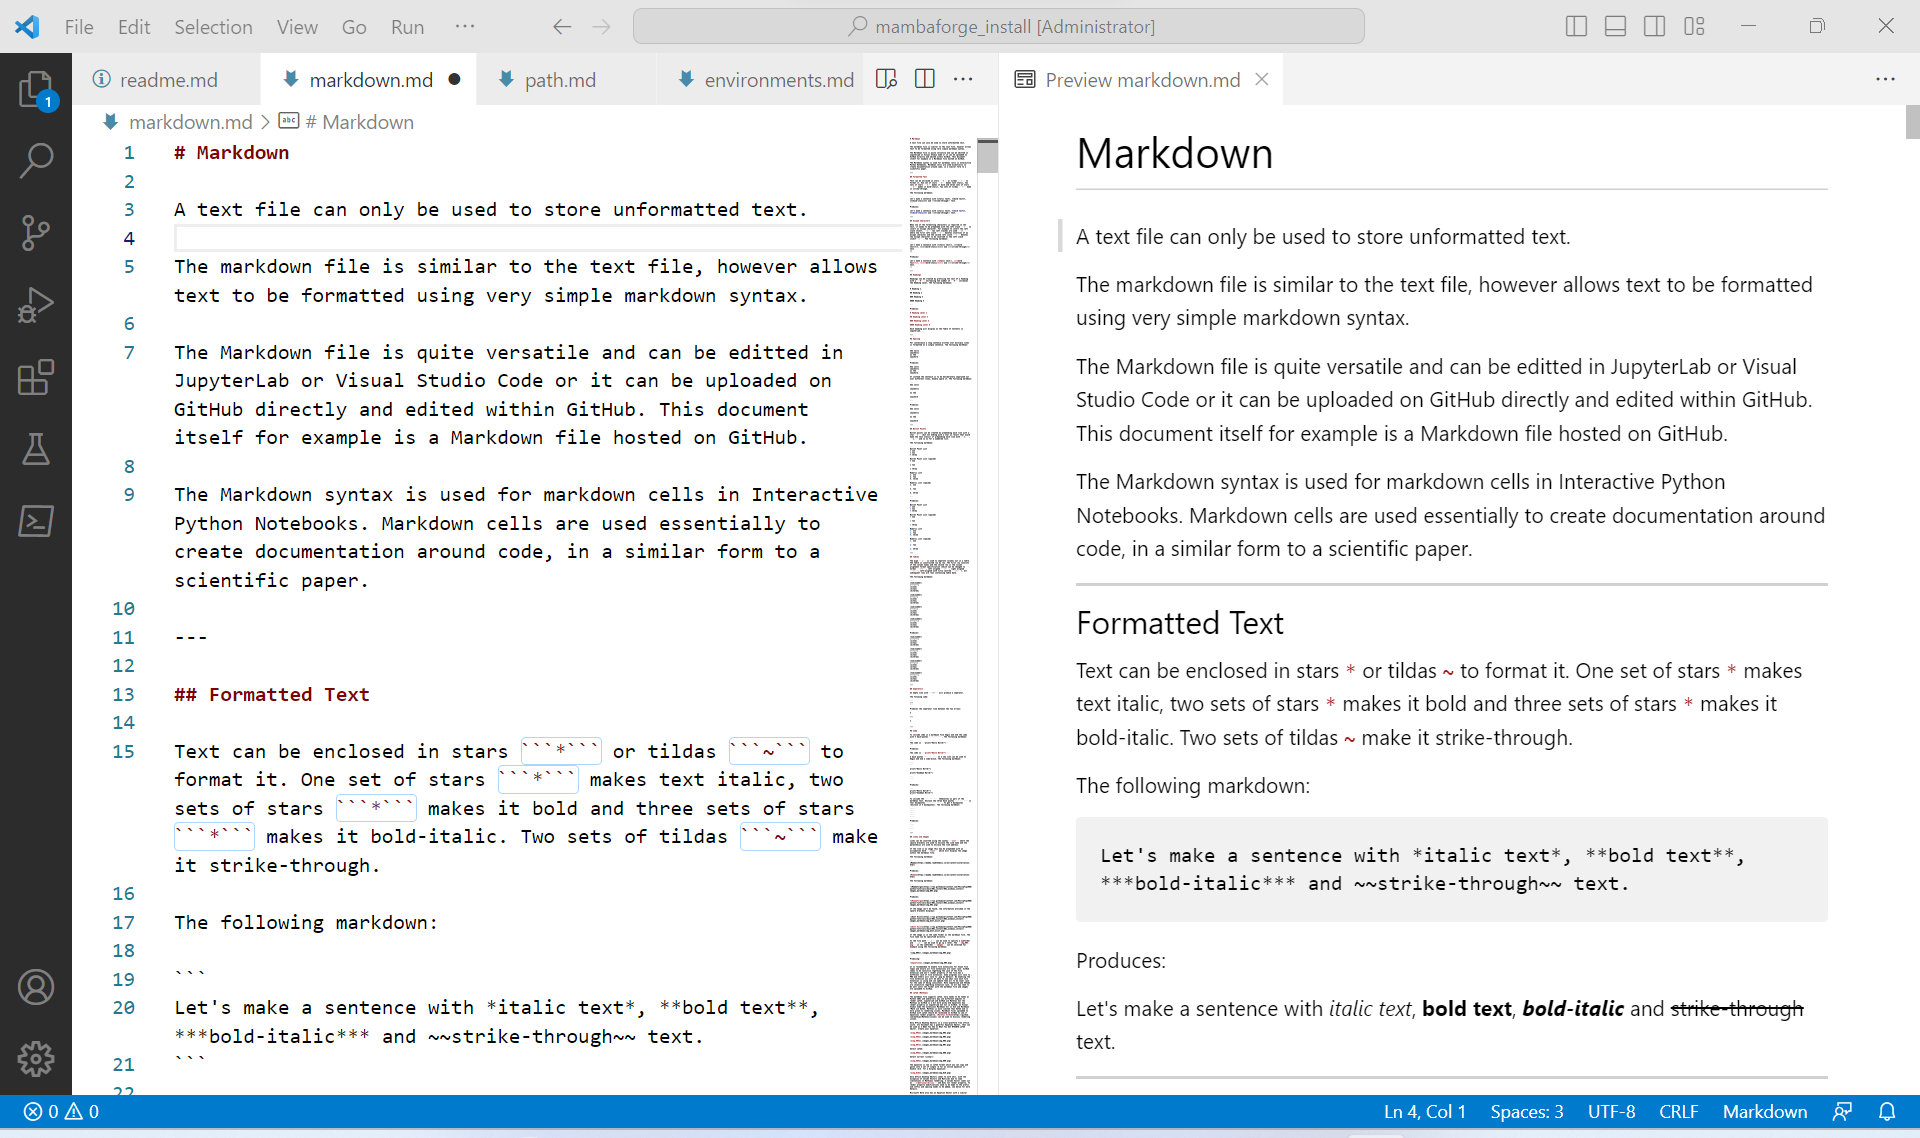 File Edit Selection View Go Run ··· mambaforge_install [Administrator]
readme.md markdown.md path.md environments.md Preview markdown.md
1
markdown.md > # Markdown
1 # Markdown
2
3 A text file can only be used to store unformatted text.
4
5 The markdown file is similar to the text file, however allows
text to be formatted using very simple markdown syntax.
6
7 The Markdown file is quite versatile and can be editted in
JupyterLab or Visual Studio Code or it can be uploaded on
GitHub directly and edited within GitHub. This document
itself for example is a Markdown file hosted on GitHub.
8
9 The Markdown syntax is used for markdown cells in Interactive
Python Notebooks. Markdown cells are used essentially to
create documentation around code, in a similar form to a
scientific paper.
10
11 ---
12
13 ## Formatted Text
14
15 Text can be enclosed in stars ```*``` or tildas ```~``` to
format it. One set of stars ```*``` makes text italic, two
sets of stars ```*``` makes it bold and three sets of stars
```*``` makes it bold-italic. Two sets of tildas ```~``` make
it strike-through.
16
17 The following markdown:
18
19 ```
20 Let's make a sentence with *italic text*, **bold text**,
***bold-italic*** and ~~strike-through~~ text.
21 ```
22
Markdown
A text file can only be used to store unformatted text.
The markdown file is similar to the text file, however allows text to be formatted
using very simple markdown syntax.
The Markdown file is quite versatile and can be editted in JupyterLab or Visual
Studio Code or it can be uploaded on GitHub directly and edited within GitHub.
This document itself for example is a Markdown file hosted on GitHub.
The Markdown syntax is used for markdown cells in Interactive Python
Notebooks. Markdown cells are used essentially to create documentation around
code, in a similar form to a scientific paper.
Formatted Text
Text can be enclosed in stars * or tildas ~ to format it. One set of stars * makes
text italic, two sets of stars * makes it bold and three sets of stars * makes it
bold-italic. Two sets of tildas ~ make it strike-through.
The following markdown:
Let's make a sentence with *italic text*, **bold text**,
***bold-italic*** and ~~strike-through~~ text.
Produces:
Let's make a sentence with italic text, bold text, bold-italic and strike-through
text.
0 0 Ln 4, Col 1 Spaces: 3 UTF-8 CRLF Markdown